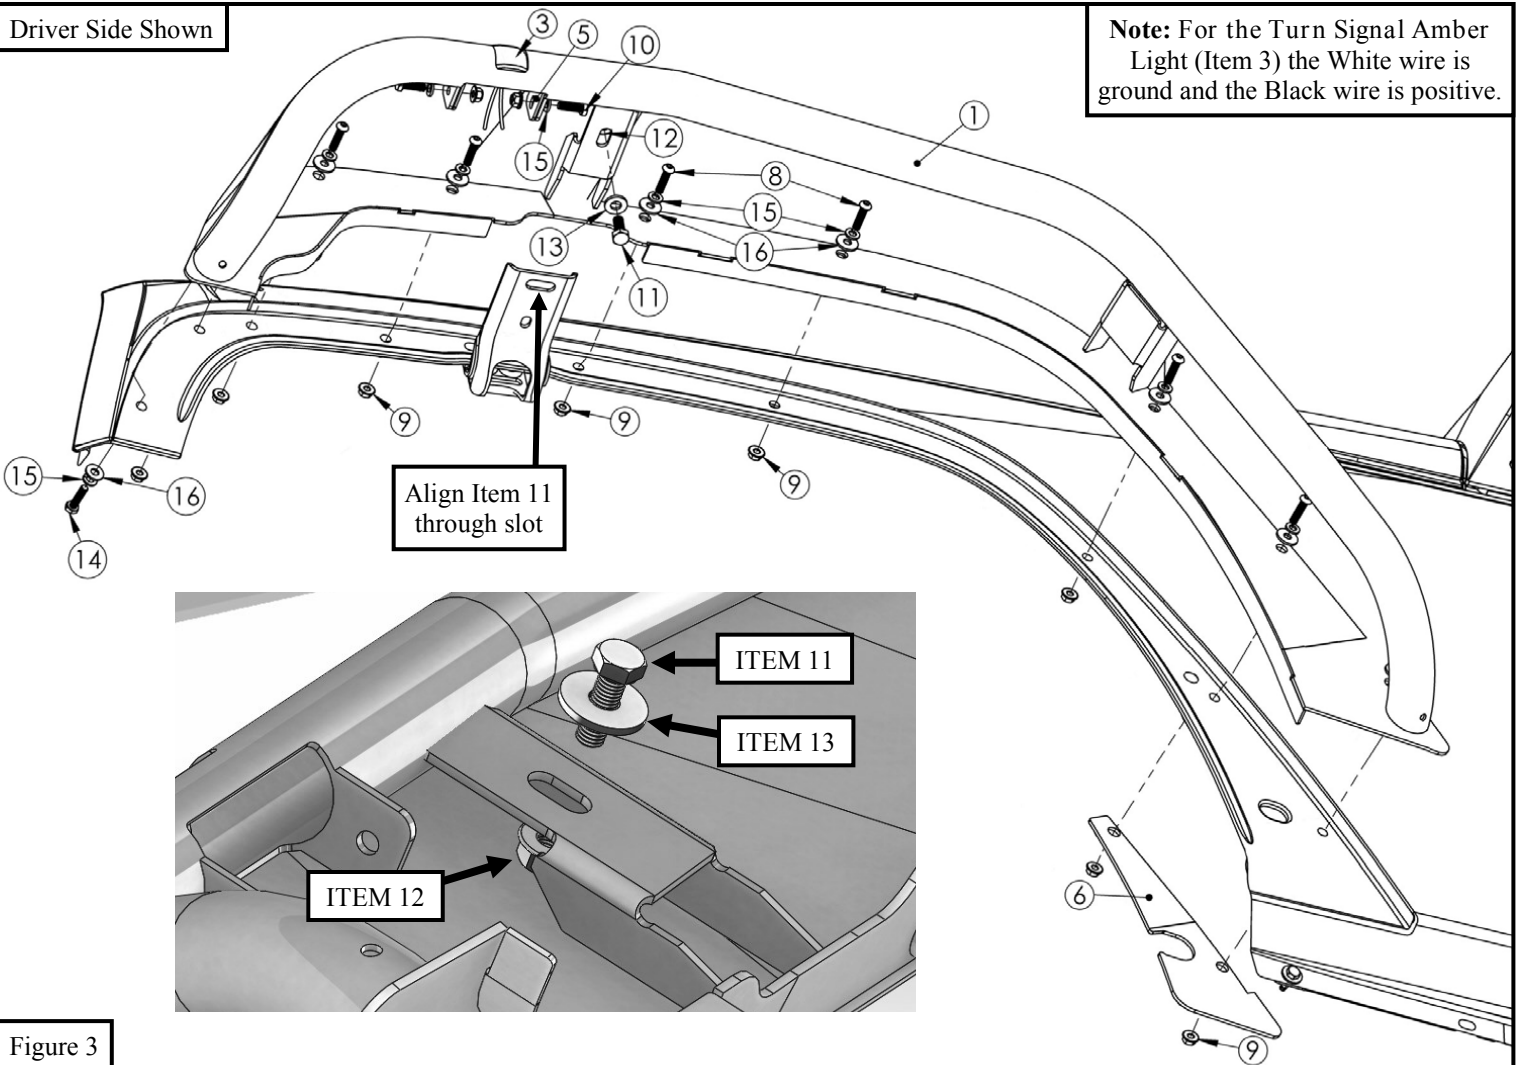 Driver Side Shown
Note: For the Turn Signal Amber
Light (Item 3) the White wire is
ground and the Black wire is positive.
3
5
10
1
12
15
8
15
13
16
11
9
9
9
15
16
14
Align Item 11
through slot
ITEM 11
ITEM 13
ITEM 12
6
9
Figure 3